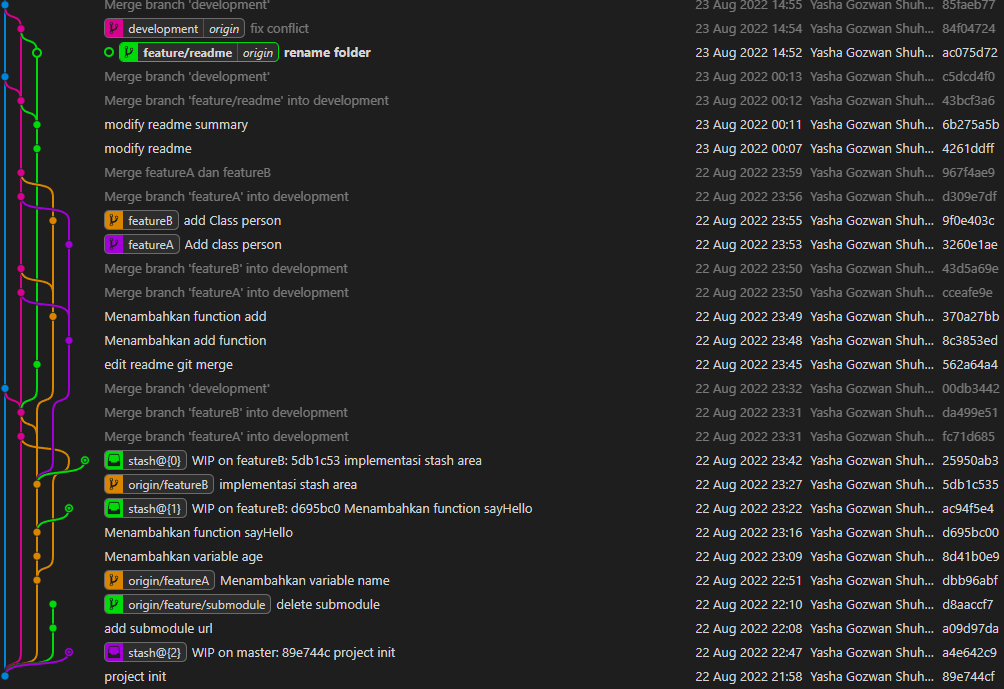 Merge branch 'development' 23 Aug 2022 14:55 Yasha Gozwan Shuh... 85faeb77
development origin fix conflict 23 Aug 2022 14:54 Yasha Gozwan Shuh... 84f04724
feature/readme origin rename folder 23 Aug 2022 14:52 Yasha Gozwan Shuh... ac075d72
Merge branch 'development' 23 Aug 2022 00:13 Yasha Gozwan Shuh... c5dcd4f0
Merge branch 'feature/readme' into development 23 Aug 2022 00:12 Yasha Gozwan Shuh... 43bcf3a6
modify readme summary 23 Aug 2022 00:11 Yasha Gozwan Shuh... 6b275a5b
modify readme 23 Aug 2022 00:07 Yasha Gozwan Shuh... 4261ddff
Merge featureA dan featureB 22 Aug 2022 23:59 Yasha Gozwan Shuh... 967f4ae9
Merge branch 'featureA' into development 22 Aug 2022 23:56 Yasha Gozwan Shuh... d309e7df
featureB add Class person 22 Aug 2022 23:55 Yasha Gozwan Shuh... 9f0e403c
featureA Add class person 22 Aug 2022 23:53 Yasha Gozwan Shuh... 3260e1ae
Merge branch 'featureB' into development 22 Aug 2022 23:50 Yasha Gozwan Shuh... 43d5a69e
Merge branch 'featureA' into development 22 Aug 2022 23:50 Yasha Gozwan Shuh... cceafe9e
Menambahkan function add 22 Aug 2022 23:49 Yasha Gozwan Shuh... 370a27bb
Menambahkan add function 22 Aug 2022 23:48 Yasha Gozwan Shuh... 8c3853ed
edit readme git merge 22 Aug 2022 23:45 Yasha Gozwan Shuh... 562a64a4
Merge branch 'development' 22 Aug 2022 23:32 Yasha Gozwan Shuh... 00db3442
Merge branch 'featureB' into development 22 Aug 2022 23:31 Yasha Gozwan Shuh... da499e51
Merge branch 'featureA' into development 22 Aug 2022 23:31 Yasha Gozwan Shuh... fc71d685
stash@{0} WIP on featureB: 5db1c53 implementasi stash area 22 Aug 2022 23:42 Yasha Gozwan Shuh... 25950ab3
origin/featureB implementasi stash area 22 Aug 2022 23:27 Yasha Gozwan Shuh... 5db1c535
stash@{1} WIP on featureB: d695bc0 Menambahkan function sayHello 22 Aug 2022 23:22 Yasha Gozwan Shuh... ac94f5e4
Menambahkan function sayHello 22 Aug 2022 23:16 Yasha Gozwan Shuh... d695bc00
Menambahkan variable age 22 Aug 2022 23:09 Yasha Gozwan Shuh... 8d41b0e9
origin/featureA Menambahkan variable name 22 Aug 2022 22:51 Yasha Gozwan Shuh... dbb96abf
origin/feature/submodule delete submodule 22 Aug 2022 22:10 Yasha Gozwan Shuh... d8aaccf7
add submodule url 22 Aug 2022 22:08 Yasha Gozwan Shuh... a09d97da
stash@{2} WIP on master: 89e744c project init 22 Aug 2022 22:47 Yasha Gozwan Shuh... a4e642c9
project init 22 Aug 2022 21:58 Yasha Gozwan Shuh... 89e744cf